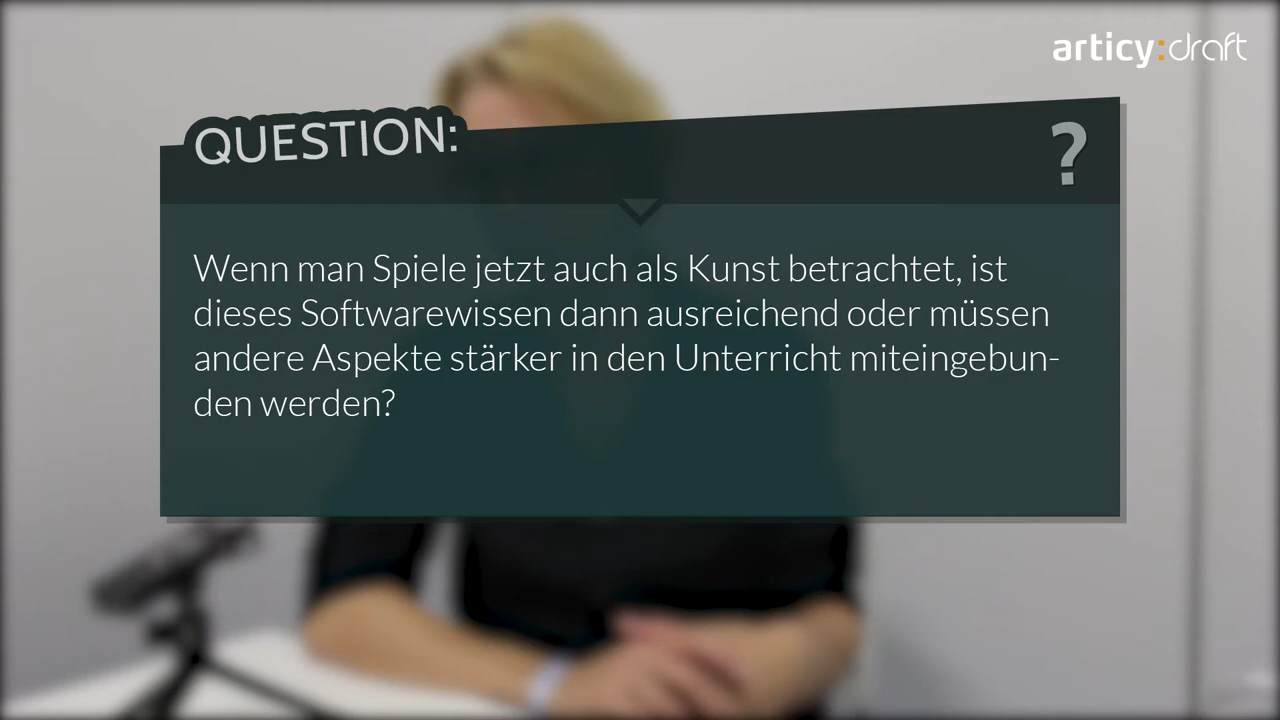 articy:draft
QUESTION:
?
Wenn man Spiele jetzt auch als Kunst betrachtet, ist
dieses Softwarewissen dann ausreichend oder müssen
andere Aspekte stärker in den Unterricht miteingebun-
den werden?